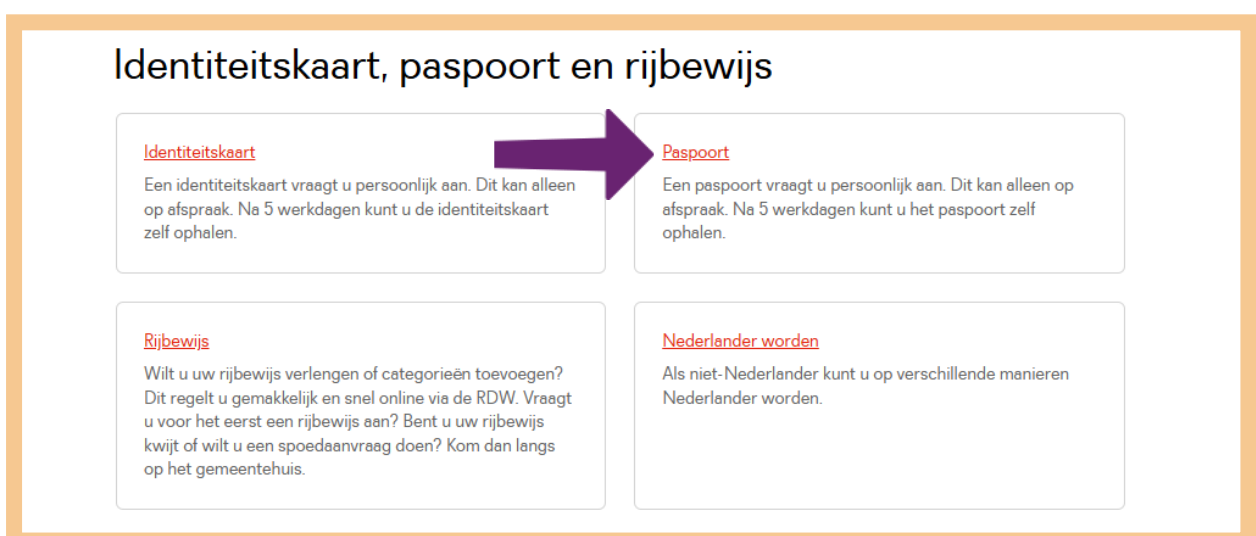 Identiteitskaart, paspoort en rijbewijs
Identiteitskaart
Een identiteitskaart vraagt u persoonlijk aan. Dit kan alleen
op afspraak. Na 5 werkdagen kunt u de identiteitskaart
zelf ophalen.
Paspoort
Een paspoort vraagt u persoonlijk aan. Dit kan alleen op
afspraak. Na 5 werkdagen kunt u het paspoort zelf
ophalen.
Rijbewijs
Wilt u uw rijbewijs verlengen of categorieën toevoegen?
Dit regelt u gemakkelijk en snel online via de RDW. Vraagt
u voor het eerst een rijbewijs aan? Bent u uw rijbewijs
kwijt of wilt u een spoedaanvraag doen? Kom dan langs
op het gemeentehuis.
Nederlander worden
Als niet-Nederlander kunt u op verschillende manieren
Nederlander worden.